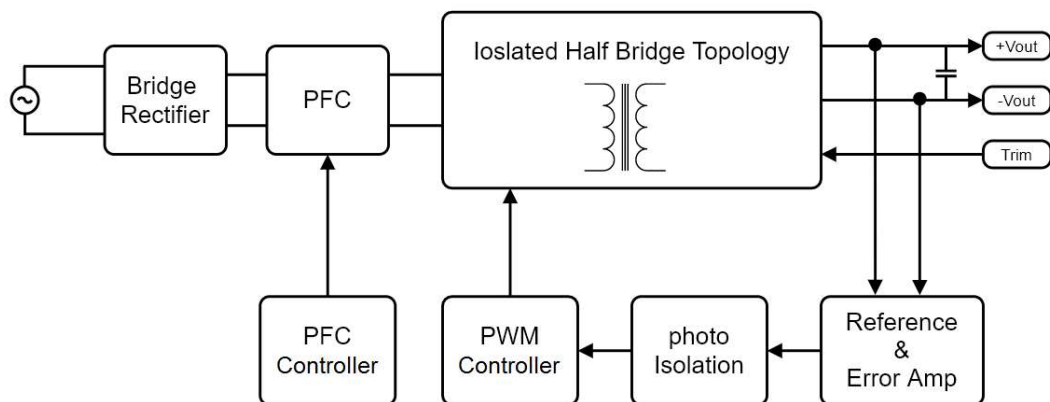 Ioslated Half Bridge Topology
+Vout
Bridge
Rectifier
PFC
-Vout
Trim
PFC
Controller
PWM
Controller
photo
Isolation
Reference
&
Error Amp